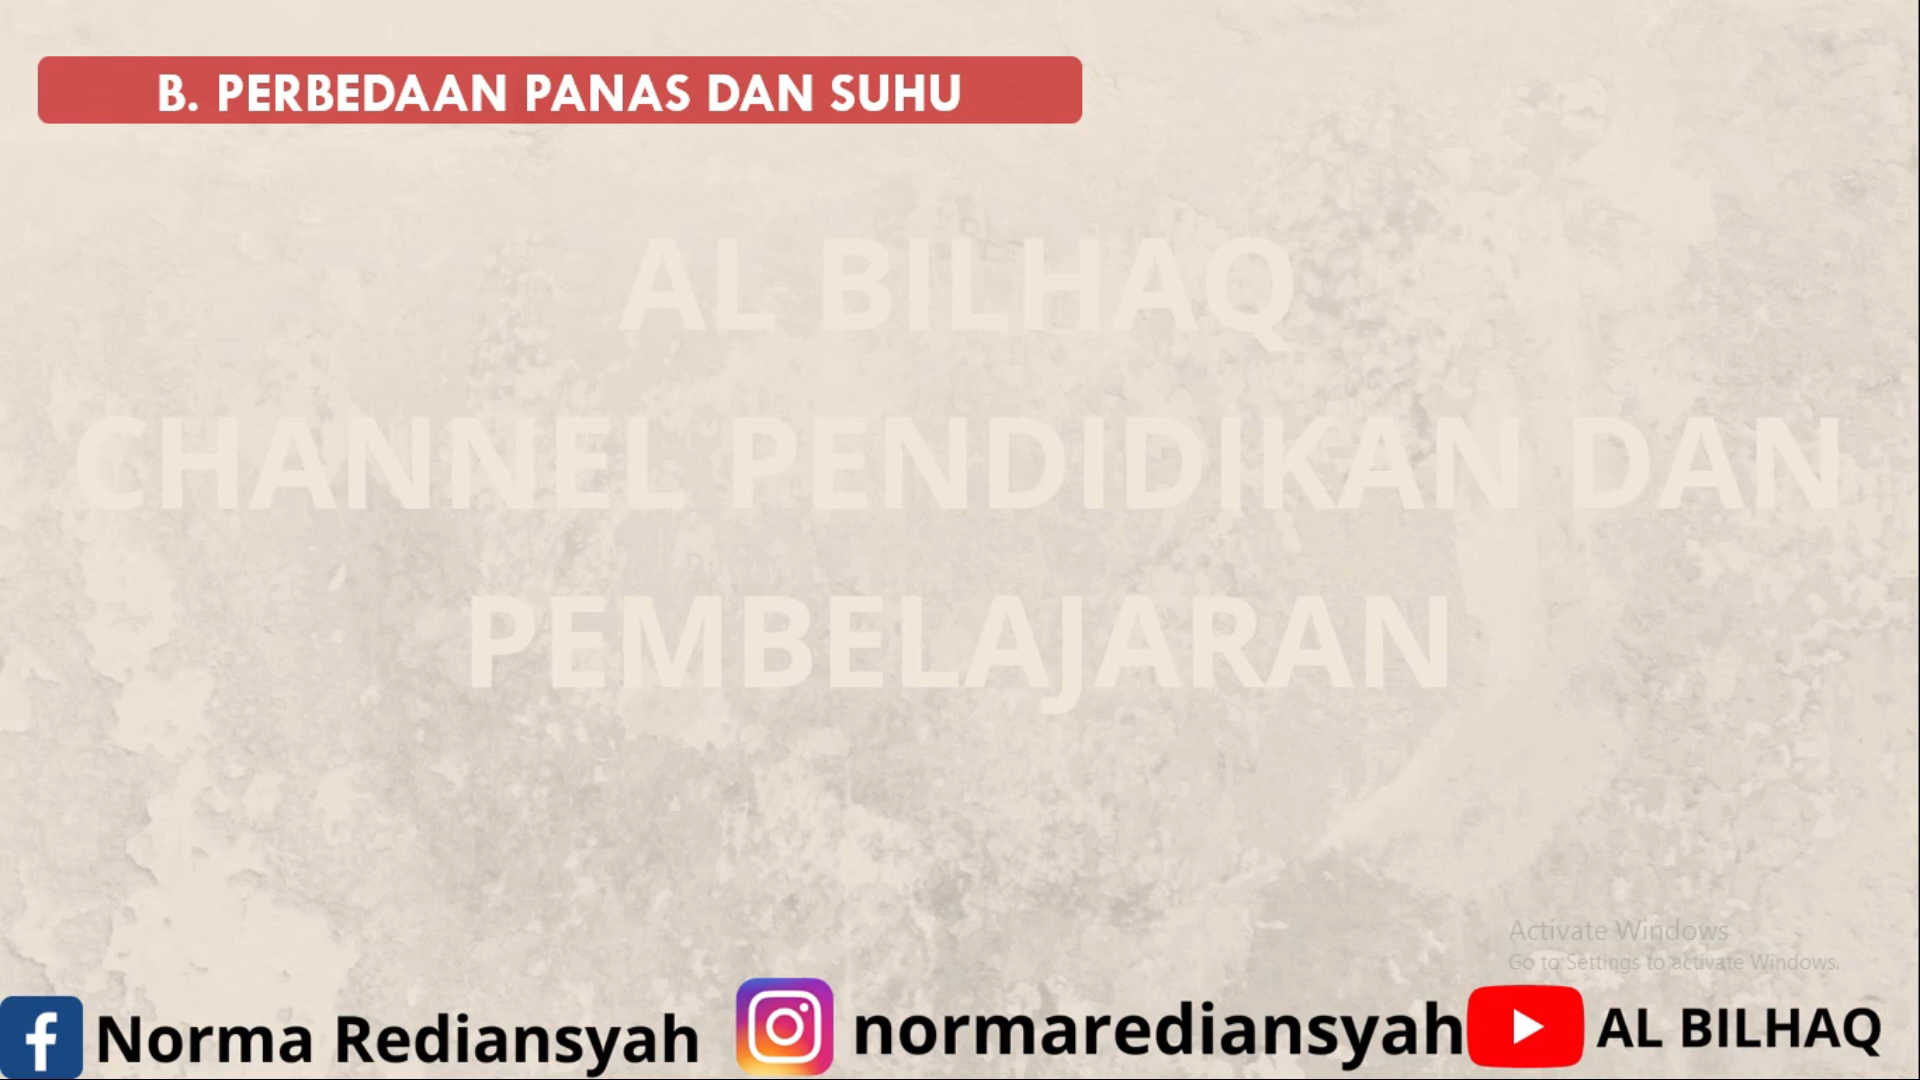 B. PERBEDAAN PANAS DAN SUHU
AL BILHAQ
CHANNEL PENDIDIKAN DAN
PEMBELAJARAN
Activate Windows
Go to Settings to activate Windows.
Norma Rediansyah
normarediansyah
AL BILHAQ